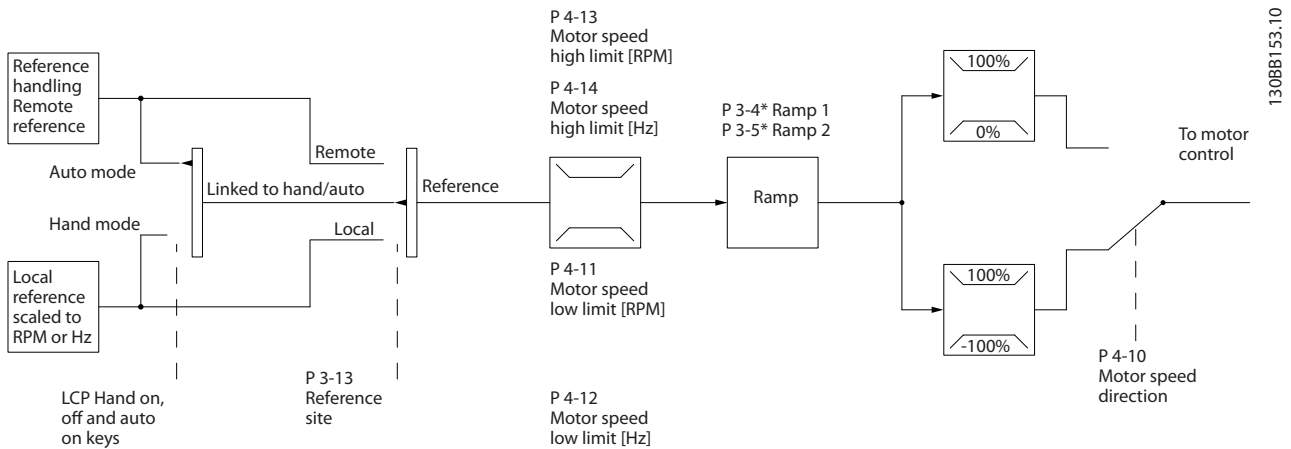 Reference
handling
Remote
reference
Auto mode
Hand mode
Local
reference
scaled to
RPM or Hz
LCP Hand on,
off and auto
on keys
Linked to hand/auto
Remote
Local
P 3-13
Reference
site
Reference
P 4-13
Motor speed
high limit [RPM]
P 4-14
Motor speed
high limit [Hz]
P 4-11
Motor speed
low limit [RPM]
P 4-12
Motor speed
low limit [Hz]
P 3-4* Ramp 1
P 3-5* Ramp 2
Ramp
100%
0%
100%
-100%
To motor
control
P 4-10
Motor speed
direction
130BB153.10